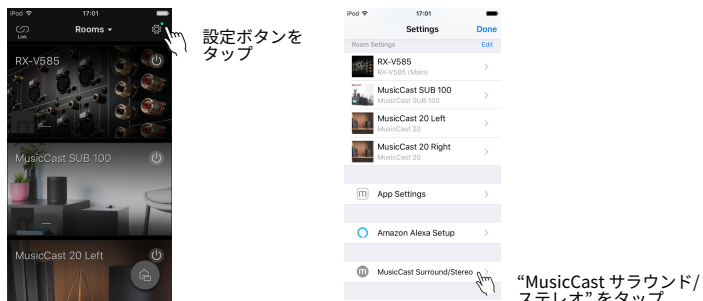 iPod 17:01
Link
Rooms
設定ボタンを
タップ
RX-V585
MusicCast SUB 100
MusicCast 20 Left
iPod 17:01
Settings Done
Room Settings Edit
RX-V585
RX-V585 (Main)
MusicCast SUB 100
MusicCast SUB 100
MusicCast 20 Left
MusicCast 20
MusicCast 20 Right
MusicCast 20
App Settings
Amazon Alexa Setup
MusicCast Surround/Stereo
“MusicCast サラウンド/
ステレオ” をタップ